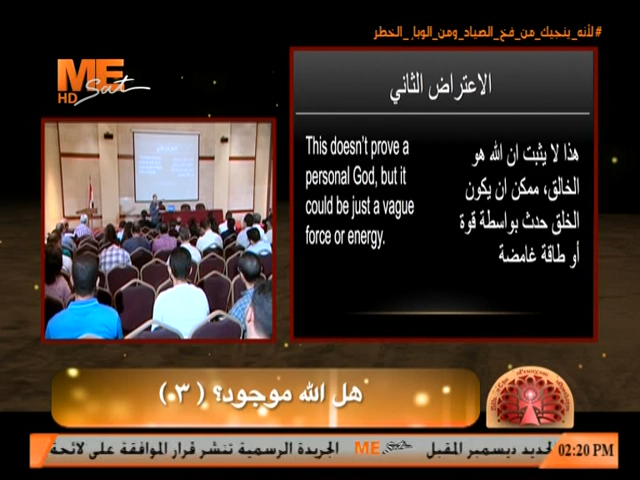 #لأنه_ينجيك_من_فخ_الصياد_ومن_الوبا_الخطر
ME
HD Sat
الاعتراض الثاني
This doesn't prove a
personal God, but it
could be just a vague
force or energy.
هذا لا يثبت ان الله هو
الخالق، ممكن ان يكون
الخلق حدث بواسطة قوة
أو طاقة غامضة
هل الله موجود؟ (٠٣)
حديد ديسمبر المقبل ME Sat الجريدة الرسمية تنشر قرار الموافقة على لائحة
02:20 PM